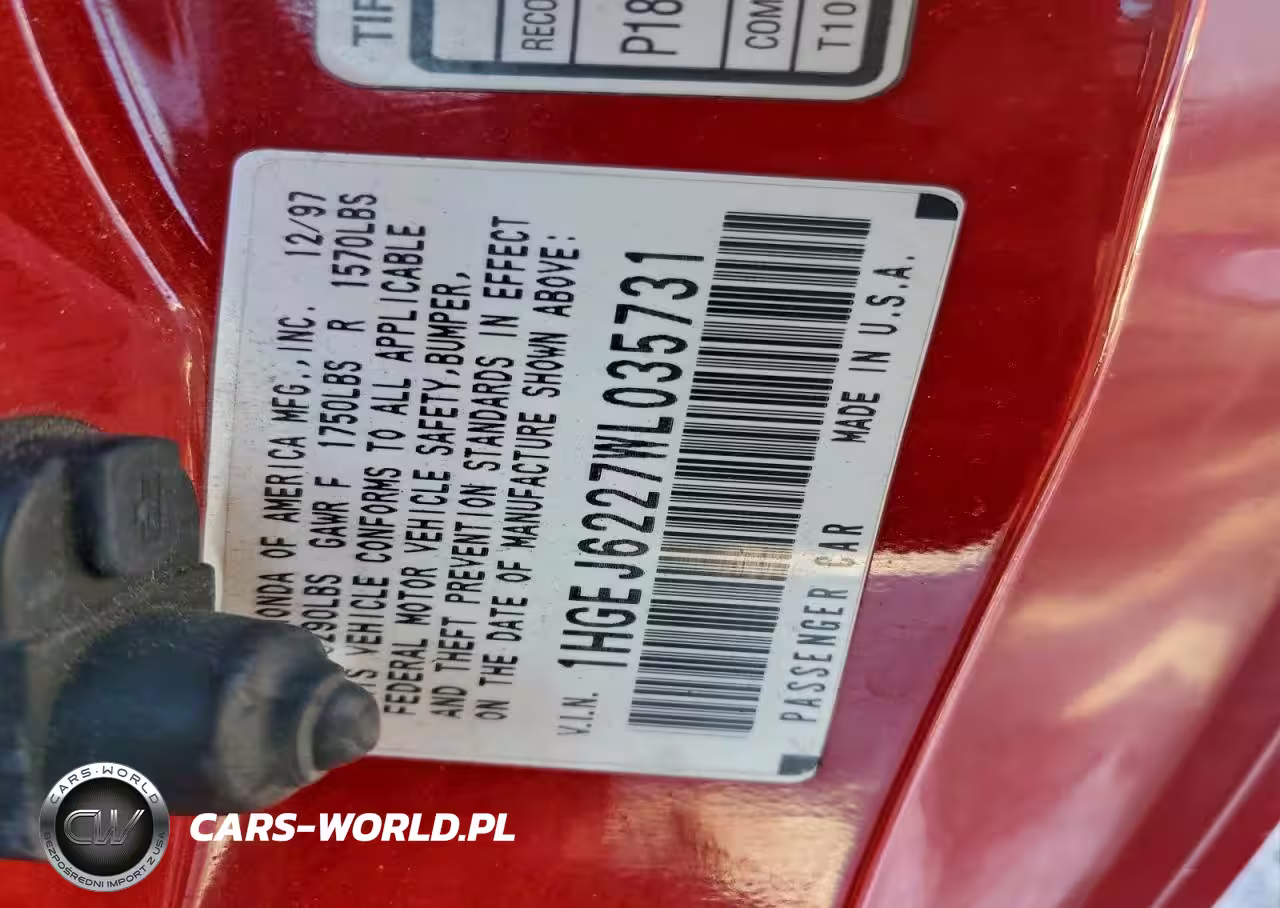 TIR
RECO
P18
COM
T10
ONDA OF AMERICA MFG.,INC. 12/97
290LBS GAWR F 1750LBS R 1570LBS
S VEHICLE CONFORMS TO ALL APPLICABLE
FEDERAL MOTOR VEHICLE SAFETY,BUMPER,
AND THEFT PREVENTION STANDARDS IN EFFECT
ON THE DATE OF MANUFACTURE SHOWN ABOVE:
V.I.N. 1HGEJ6227WL035731
PASSENGER CAR MADE IN U.S.A.
CARS-WORLD
CW
BEZPOŚREDNI IMPORT Z USA
CARS-WORLD.PL